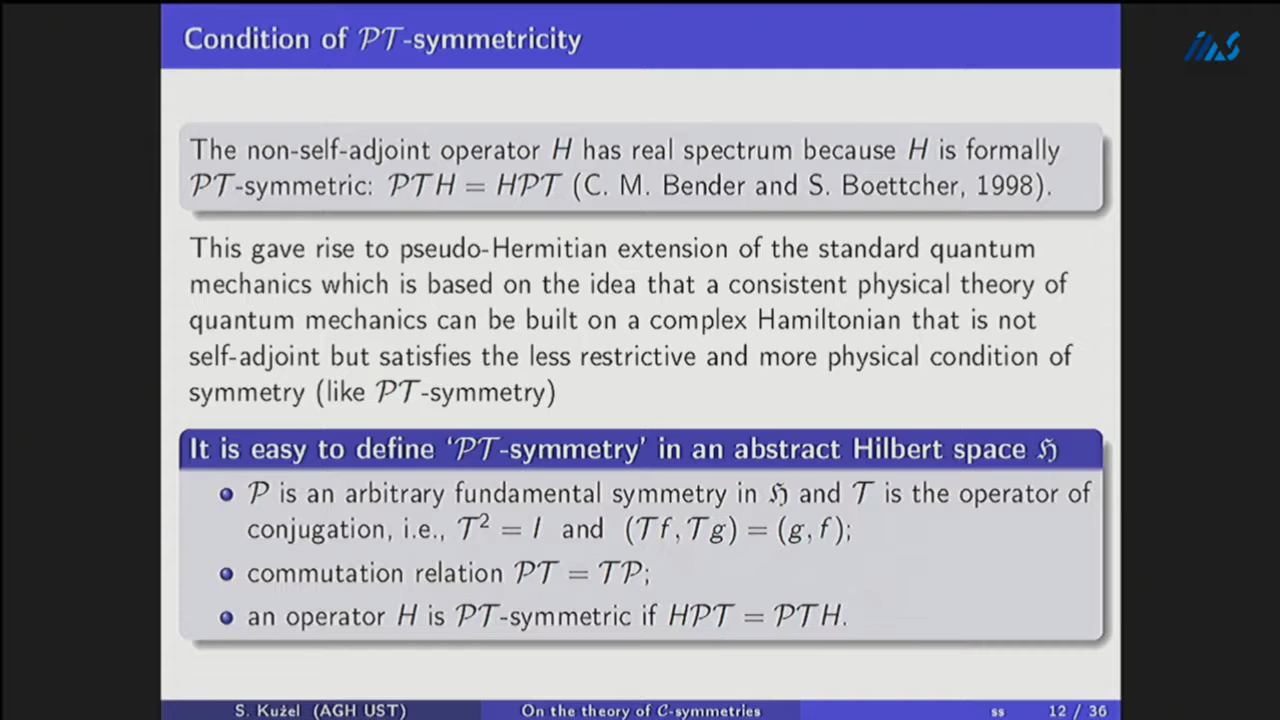 Condition of 𝒫𝒯-symmetricity
IMS
The non-self-adjoint operator H has real spectrum because H is formally
𝒫𝒯-symmetric: 𝒫𝒯H = H𝒫𝒯 (C. M. Bender and S. Boettcher, 1998).
This gave rise to pseudo-Hermitian extension of the standard quantum
mechanics which is based on the idea that a consistent physical theory of
quantum mechanics can be built on a complex Hamiltonian that is not
self-adjoint but satisfies the less restrictive and more physical condition of
symmetry (like 𝒫𝒯-symmetry)
It is easy to define ‘𝒫𝒯-symmetry’ in an abstract Hilbert space ℌ
𝒫 is an arbitrary fundamental symmetry in ℌ and 𝒯 is the operator of
conjugation, i.e., 𝒯² = I and (𝒯f, 𝒯g) = (g, f);
commutation relation 𝒫𝒯 = 𝒯𝒫;
an operator H is 𝒫𝒯-symmetric if H𝒫𝒯 = 𝒫𝒯H.
S. Kużel (AGH UST) On the theory of 𝒞-symmetries ss 12 / 36